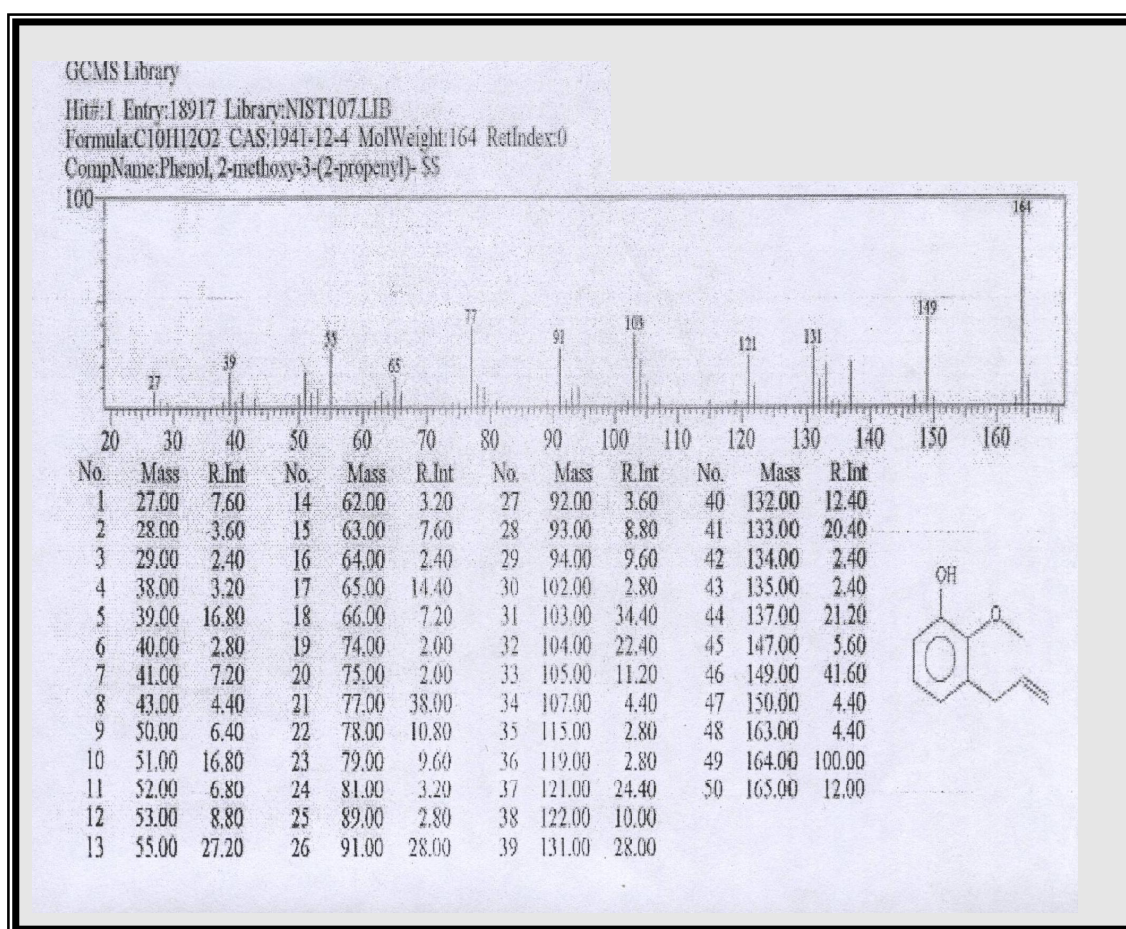 GCMS Library
Hit#:1 Entry:18917 Library:NIST107.LIB
Formula:C10H12O2 CAS:1941-12-4 MolWeight:164 RetIndex:0
CompName:Phenol, 2-methoxy-3-(2-propenyl)- $$
100
164
149
77
103
131
121
91
55
39
65
27
20 30 40 50 60 70 80 90 100 110 120 130 140 150 160
No. Mass R.Int No. Mass R.Int No. Mass R.Int No. Mass R.Int
1 27.00 7.60 14 62.00 3.20 27 92.00 3.60 40 132.00 12.40
2 28.00 3.60 15 63.00 7.60 28 93.00 8.80 41 133.00 20.40
3 29.00 2.40 16 64.00 2.40 29 94.00 9.60 42 134.00 2.40
4 38.00 3.20 17 65.00 14.40 30 102.00 2.80 43 135.00 2.40
5 39.00 16.80 18 66.00 7.20 31 103.00 34.40 44 137.00 21.20
6 40.00 2.80 19 74.00 2.00 32 104.00 22.40 45 147.00 5.60
7 41.00 7.20 20 75.00 2.00 33 105.00 11.20 46 149.00 41.60
8 43.00 4.40 21 77.00 38.00 34 107.00 4.40 47 150.00 4.40
9 50.00 6.40 22 78.00 10.80 35 115.00 2.80 48 163.00 4.40
10 51.00 16.80 23 79.00 9.60 36 119.00 2.80 49 164.00 100.00
11 52.00 6.80 24 81.00 3.20 37 121.00 24.40 50 165.00 12.00
12 53.00 8.80 25 89.00 2.80 38 122.00 10.00
13 55.00 27.20 26 91.00 28.00 39 131.00 28.00
OH
O